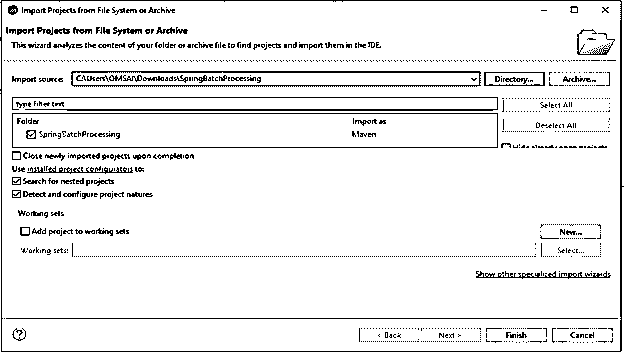 Import Projects from File System or Archive
Import Projects from File System or Archive
This wizard analyzes the content of your folder or archive file to find projects and import them in the IDE.
Import source: C:\Users\OMSAI\Downloads\SpringBatchProcessing Directory... Archive...
type filter text Select All
Folder Import as Deselect All
SpringBatchProcessing Maven
Close newly imported projects upon completion
Use installed project configurators to:
Search for nested projects
Detect and configure project natures
Working sets
Add project to working sets New...
Working sets: Select...
Show other specialized import wizards
< Back Next > Finish Cancel